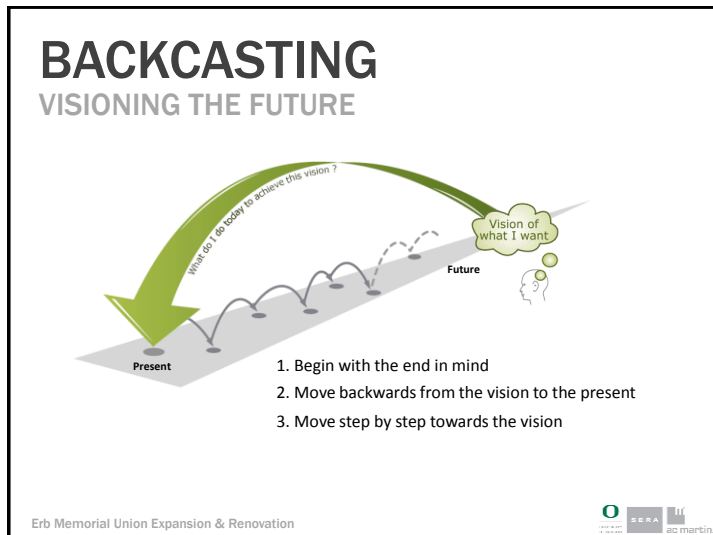 BACKCASTING
VISIONING THE FUTURE
What do I do today to achieve this vision ?
Vision of
what I want
Future
Present
1. Begin with the end in mind
2. Move backwards from the vision to the present
3. Move step by step towards the vision
Erb Memorial Union Expansion & Renovation
O
SERA
ac martin.